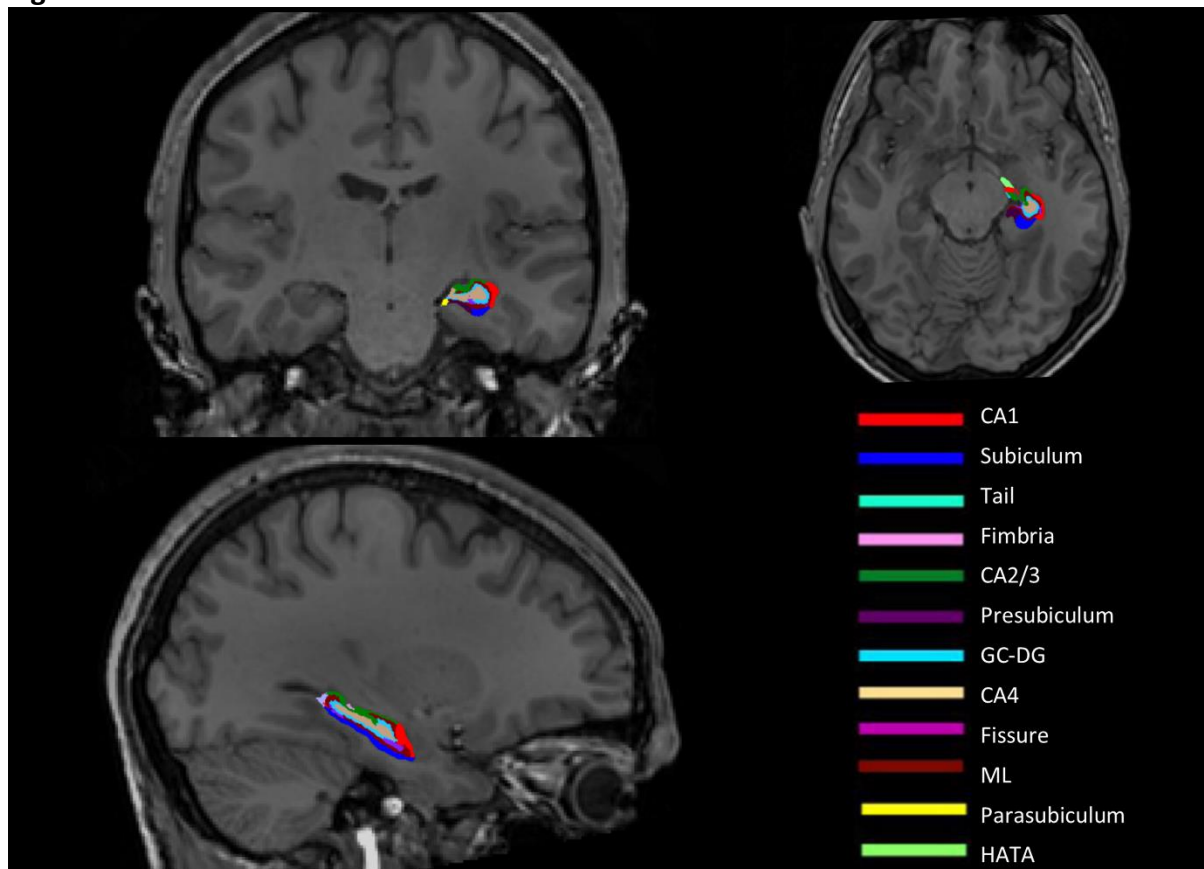 CA1
Subiculum
Tail
Fimbria
CA2/3
Presubiculum
GC-DG
CA4
Fissure
ML
Parasubiculum
HATA